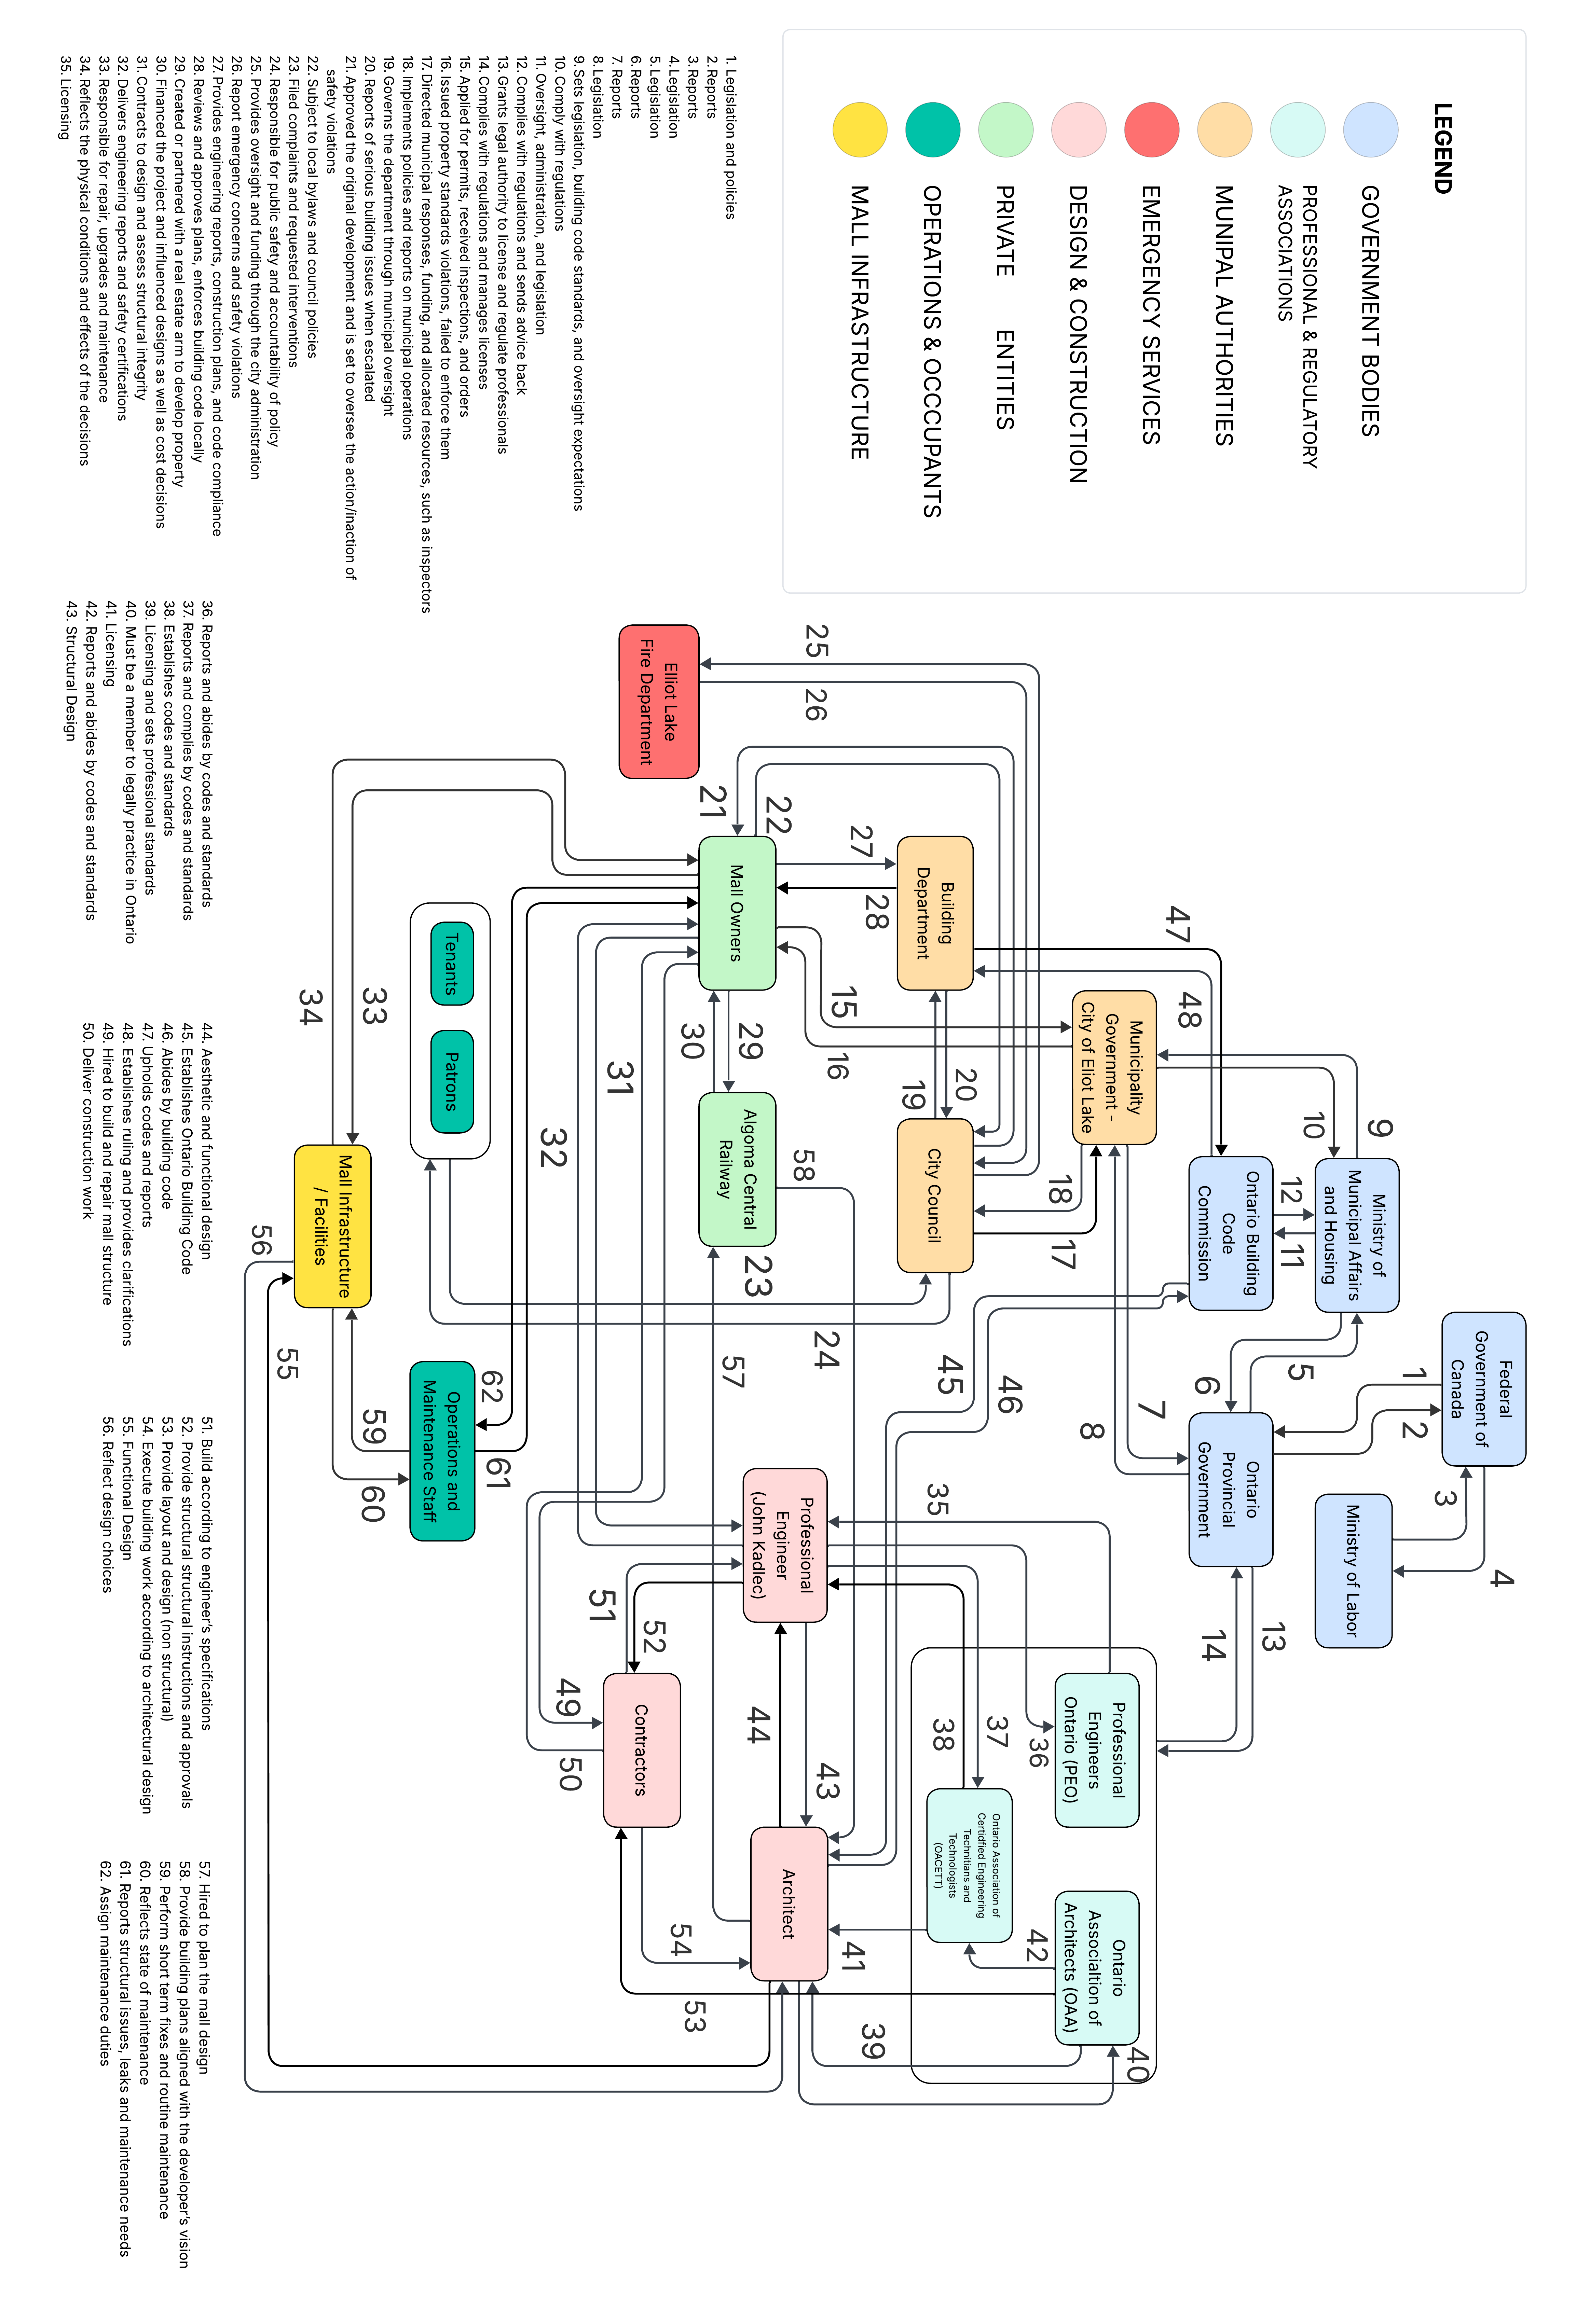 LEGEND
GOVERNMENT BODIES
PROFESSIONAL & REGULATORY
ASSOCIATIONS
MUNIPAL AUTHORITIES
EMERGENCY SERVICES
DESIGN & CONSTRUCTION
PRIVATE ENTITIES
OPERATIONS & OCCCUPANTS
MALL INFRASTRUCTURE
Federal
Government of
Canada
1
2
3
4
Ministry of
Municipal Affairs
and Housing
Ministry of Labor
9
10
12
11
5
6
Ontario Building
Code
Commission
Ontario
Provincial
Government
13
14
47
48
7
8
Municipality
Government -
City of Eliot Lake
Professional
Engineers
Ontario (PEO)
Ontario
Associaltion of
Architects (OAA)
40
18
17
36
42
45
46
35
37
38
Ontario Association of
Certidfied Engineering
Technitians and
Technologists
(OACETT)
Building
Department
20
19
City Council
25
26
27
28
15
16
24
39
41
43
Elliot Lake
Fire Department
22
21
Mall Owners
29
30
58
Algoma Central
Railway
23
57
Professional
Engineer
(John Kadlec)
44
Architect
31
32
51
52
Contractors
54
53
49
50
Tenants
Patrons
62
61
Operations and
Maintenance Staff
33
34
59
60
Mall Infrastructure
/ Facilities
56
55
1. Legislation and policies
2. Reports
3. Reports
4. Legislation
5. Legislation
6. Reports
7. Reports
8. Legislation
9. Sets legislation, building code standards, and oversight expectations
10. Comply with regulations
11. Oversight, administration, and legislation
12. Complies with regulations and sends advice back
13. Grants legal authority to license and regulate professionals
14. Complies with regulations and manages licenses
15. Applied for permits, received inspections, and orders
16. Issued property standards violations, failed to enforce them
17. Directed municipal responses, funding, and allocated resources, such as inspectors
18. Implements policies and reports on municipal operations
19. Governs the department through municipal oversight
20. Reports of serious building issues when escalated
21. Approved the original development and is set to oversee the action/inaction of
safety violations
22. Subject to local bylaws and council policies
23. Filed complaints and requested interventions
24. Responsible for public safety and accountability of policy
25. Provides oversight and funding through the city administration
26. Report emergency concerns and safety violations
27. Provides engineering reports, construction plans, and code compliance
28. Reviews and approves plans, enforces building code locally
29. Created or partnered with a real estate arm to develop property
30. Financed the project and influenced designs as well as cost decisions
31. Contracts to design and assess structural integrity
32. Delivers engineering reports and safety certifications
33. Responsible for repair, upgrades and maintenance
34. Reflects the physical conditions and effects of the decisions
35. Licensing
36. Reports and abides by codes and standards
37. Reports and complies by codes and standards
38. Establishes codes and standards
39. Licensing and sets professional standards
40. Must be a member to legally practice in Ontario
41. Licensing
42. Reports and abides by codes and standards
43. Structural Design
44. Aesthetic and functional design
45. Establishes Ontario Building Code
46. Abides by building code
47. Upholds codes and reports
48. Establishes ruling and provides clarifications
49. Hired to build and repair mall structure
50. Deliver construction work
51. Build according to engineer's specifications
52. Provide structural structural instructions and approvals
53. Provide layout and design (non structural)
54. Execute building work according to architectural design
55. Functional Design
56. Reflect design choices
57. Hired to plan the mall design
58. Provide building plans aligned with the developer's vision
59. Perform short term fixes and routine maintenance
60. Reflects state of maintenance
61. Reports structural issues, leaks and maintenance needs
62. Assign maintenance duties